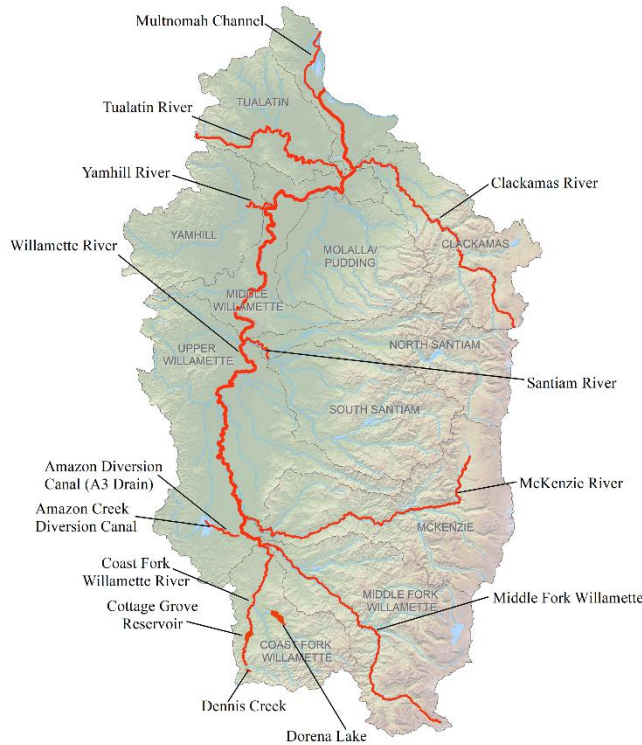 Multnomah Channel
TUALATIN
Tualatin River
Yamhill River
Clackamas River
YAMHILL
Willamette River
MOLALLA/
PUDDING
CLACKAMAS
MIDDLE
WILLAMETTE
UPPER
WILLAMETTE
NORTH SANTIAM
Santiam River
SOUTH SANTIAM
Amazon Diversion
Canal (A3 Drain)
McKenzie River
Amazon Creek
Diversion Canal
MCKENZIE
Coast Fork
Willamette River
MIDDLE FORK
WILLAMETTE
Middle Fork Willamette
Cottage Grove
Reservoir
COAST FORK
WILLAMETTE
Dennis Creek
Dorena Lake